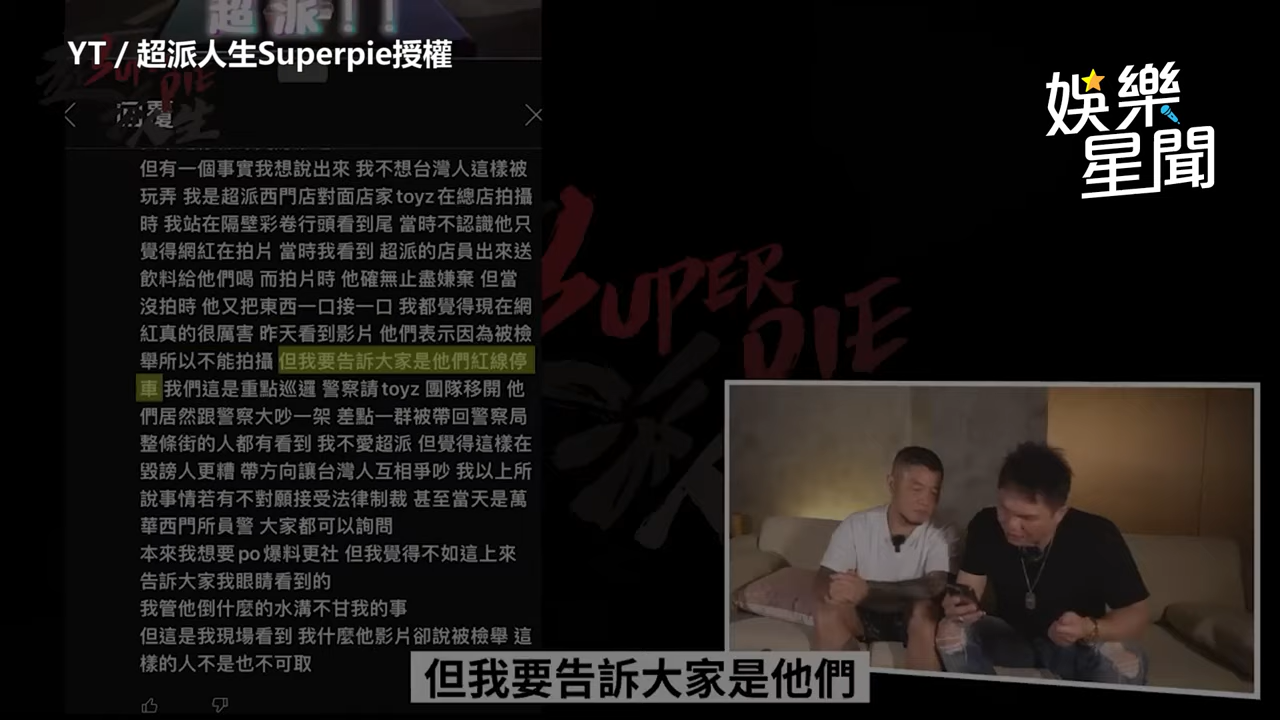 超派!!
YT / 超派人生Superpie授權
娛樂
星聞
回覆
但有一個事實我想說出來 我不想台灣人這樣被
玩弄 我是超派西門店對面店家toyz在總店拍攝
時 我站在隔壁彩卷行頭看到尾 當時不認識他只
覺得網紅在拍片 當時我看到 超派的店員出來送
飲料給他們喝 而拍片時 他確無止盡嫌棄 但當
沒拍時 他又把東西一口接一口 我都覺得現在網
紅真的很厲害 昨天看到影片 他們表示因為被檢
舉所以不能拍攝 但我要告訴大家是他們紅線停
車 我們這是重點巡邏 警察請toyz 團隊移開 他
們居然跟警察大吵一架 差點一群被帶回警察局
整條街的人都有看到 我不愛超派 但覺得這樣在
毀謗人更糟 帶方向讓台灣人互相爭吵 我以上所
說事情若有不對願接受法律制裁 甚至當天是萬
華西門所員警 大家都可以詢問
本來我想要po爆料更社 但我覺得不如這上來
告訴大家我眼睛看到的
我管他倒什麼的水溝不甘我的事
但這是我現場看到 我什麼他影片卻說被檢舉 這
樣的人不是也不可取
SUPER
PIE
但我要告訴大家是他們